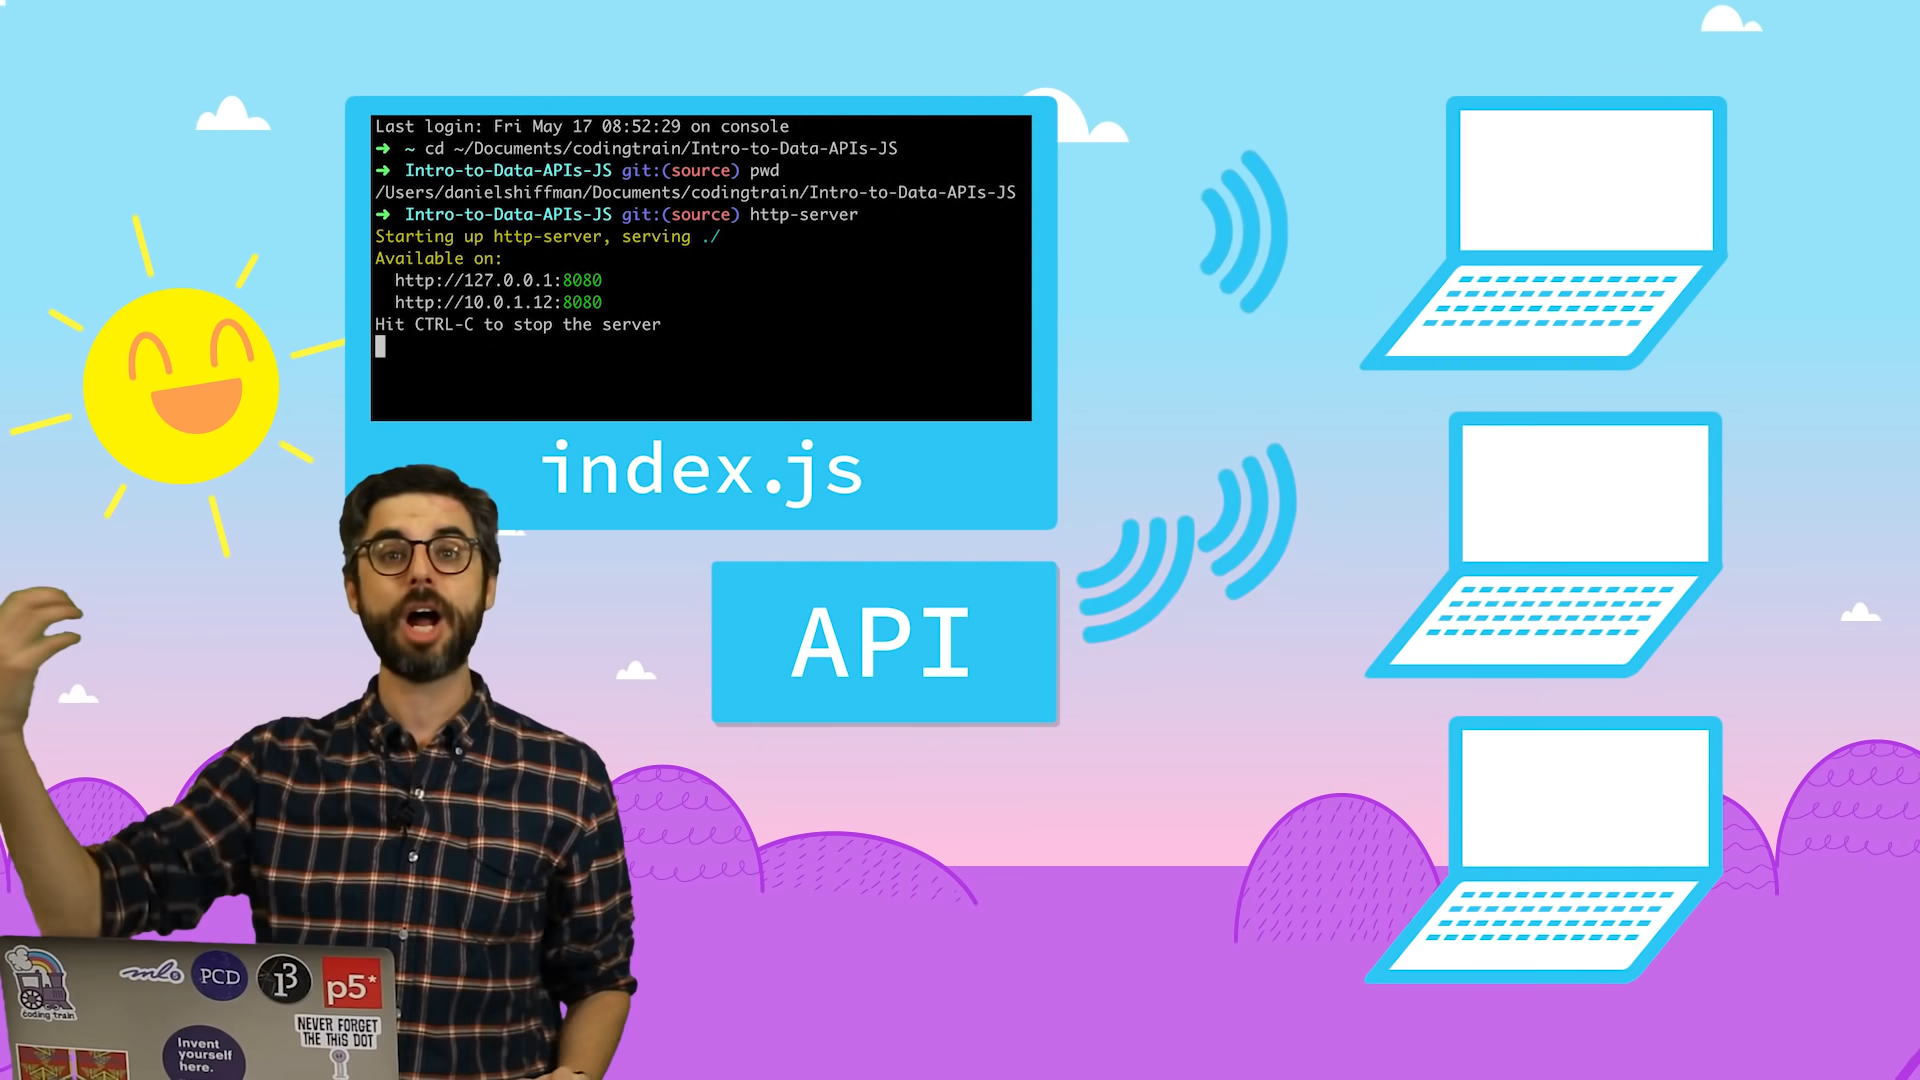 Last login: Fri May 17 08:52:29 on console
➜ ~ cd ~/Documents/codingtrain/Intro-to-Data-APIs-JS
➜ Intro-to-Data-APIs-JS git:(source) pwd
/Users/danielshiffman/Documents/codingtrain/Intro-to-Data-APIs-JS
➜ Intro-to-Data-APIs-JS git:(source) http-server
Starting up http-server, serving ./
Available on:
http://127.0.0.1:8080
http://10.0.1.12:8080
Hit CTRL-C to stop the server
index.js
API
coding train
ml5
PCD
p5*
NEVER FORGET
THE THIS DOT
Invent
yourself
here.